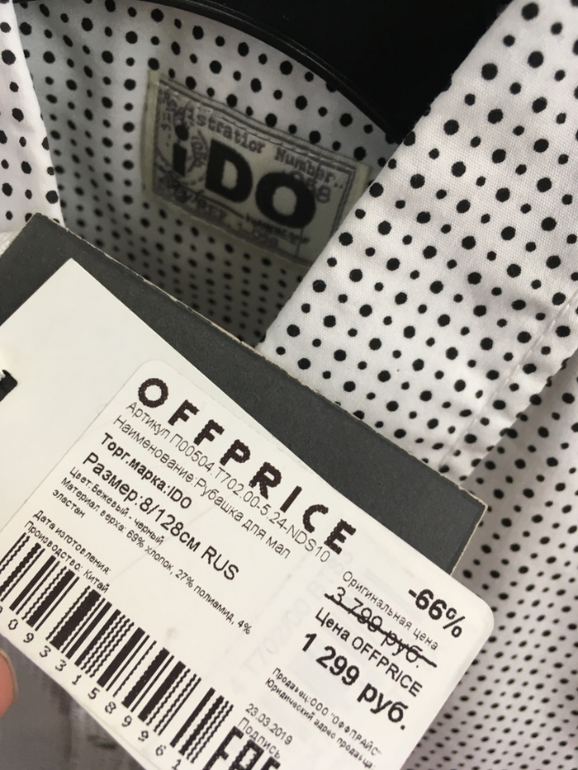 Registration Number..
iDO
OFFPRICE
Артикул П00504.Т702.00-5.24-NDS10
Наименование:Рубашка для мал
Торг.марка:IDO
Размер:8/128см RUS
Цвет:Бежевый - черный
Материал верха: 69% хлопок, 27% полиамид, 4%
эластан
Дата изготовления:
Производство: Китай
-66%
Оригинальная цена
3 799 руб.
Цена OFFPRICE
1 299 руб.
Продавец:ООО "ОФФПРАЙС"
Юридический адрес продавца
23.03.2019
Подпись
EAC